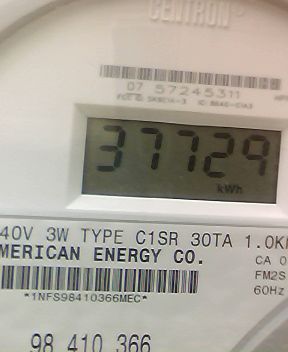 CENTRON®
07 57245311
37729
kWh
40V 3W TYPE C1SR 30TA 1.0K
MERICAN ENERGY CO.
CA 0
FM2S
60Hz
*1NFS98410366MEC*
98 410 366